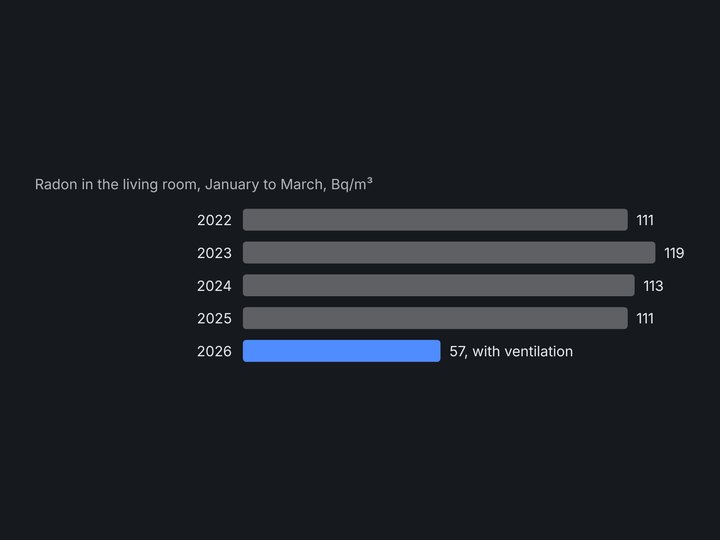 Radon in the living room, January to March, Bq/m³
2022 111
2023 119
2024 113
2025 111
2026 57, with ventilation